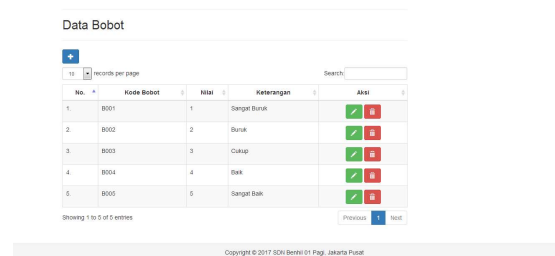 Data Bobot
10 records per page Search:
No. Kode Bobot Nilai Keterangan Aksi
1. B001 1 Sangat Buruk
2. B002 2 Buruk
3. B003 3 Cukup
4. B004 4 Baik
5. B005 5 Sangat Baik
Showing 1 to 5 of 5 entries Previous 1 Next
Copyright © 2017 SDN Benhil 01 Pagi, Jakarta Pusat